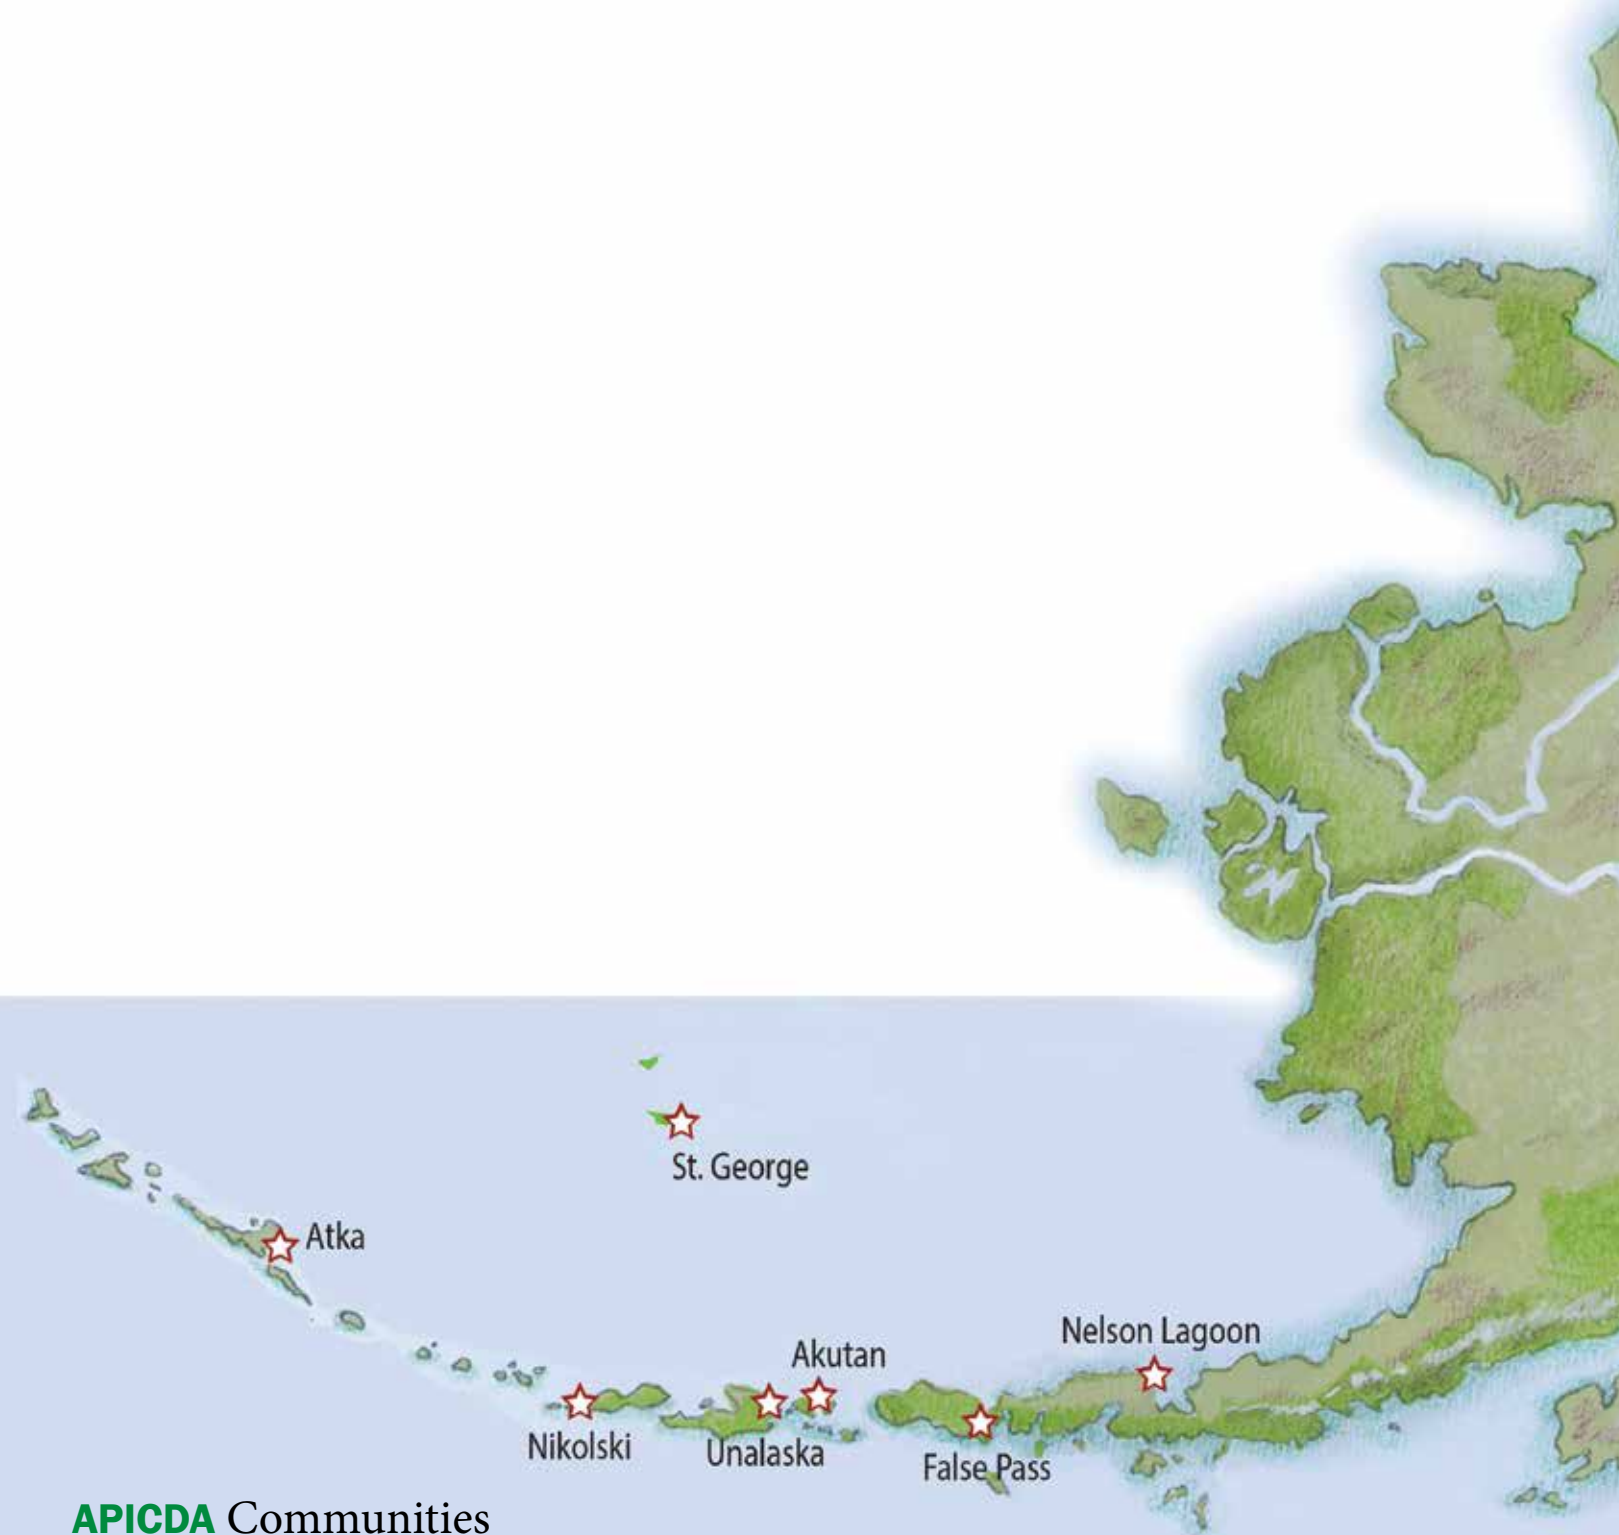 St. George
Atka
Nelson Lagoon
Akutan
Nikolski
Unalaska
False Pass
APICDA Communities